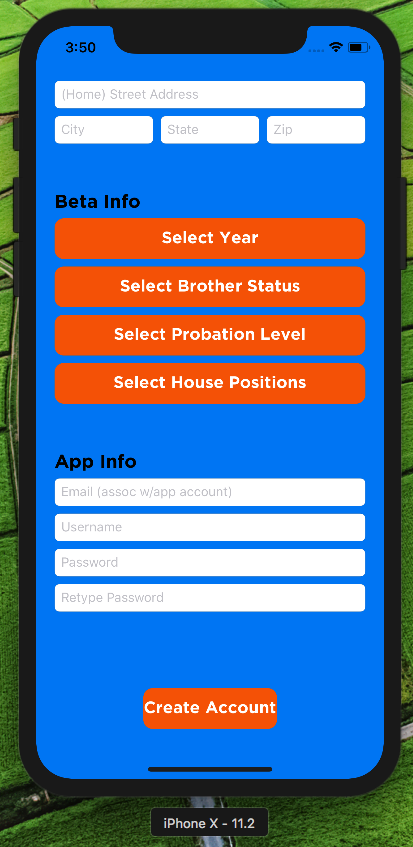 3:50
(Home) Street Address
City State Zip
Beta Info
Select Year
Select Brother Status
Select Probation Level
Select House Positions
App Info
Email (assoc w/app account)
Username
Password
Retype Password
Create Account
iPhone X - 11.2